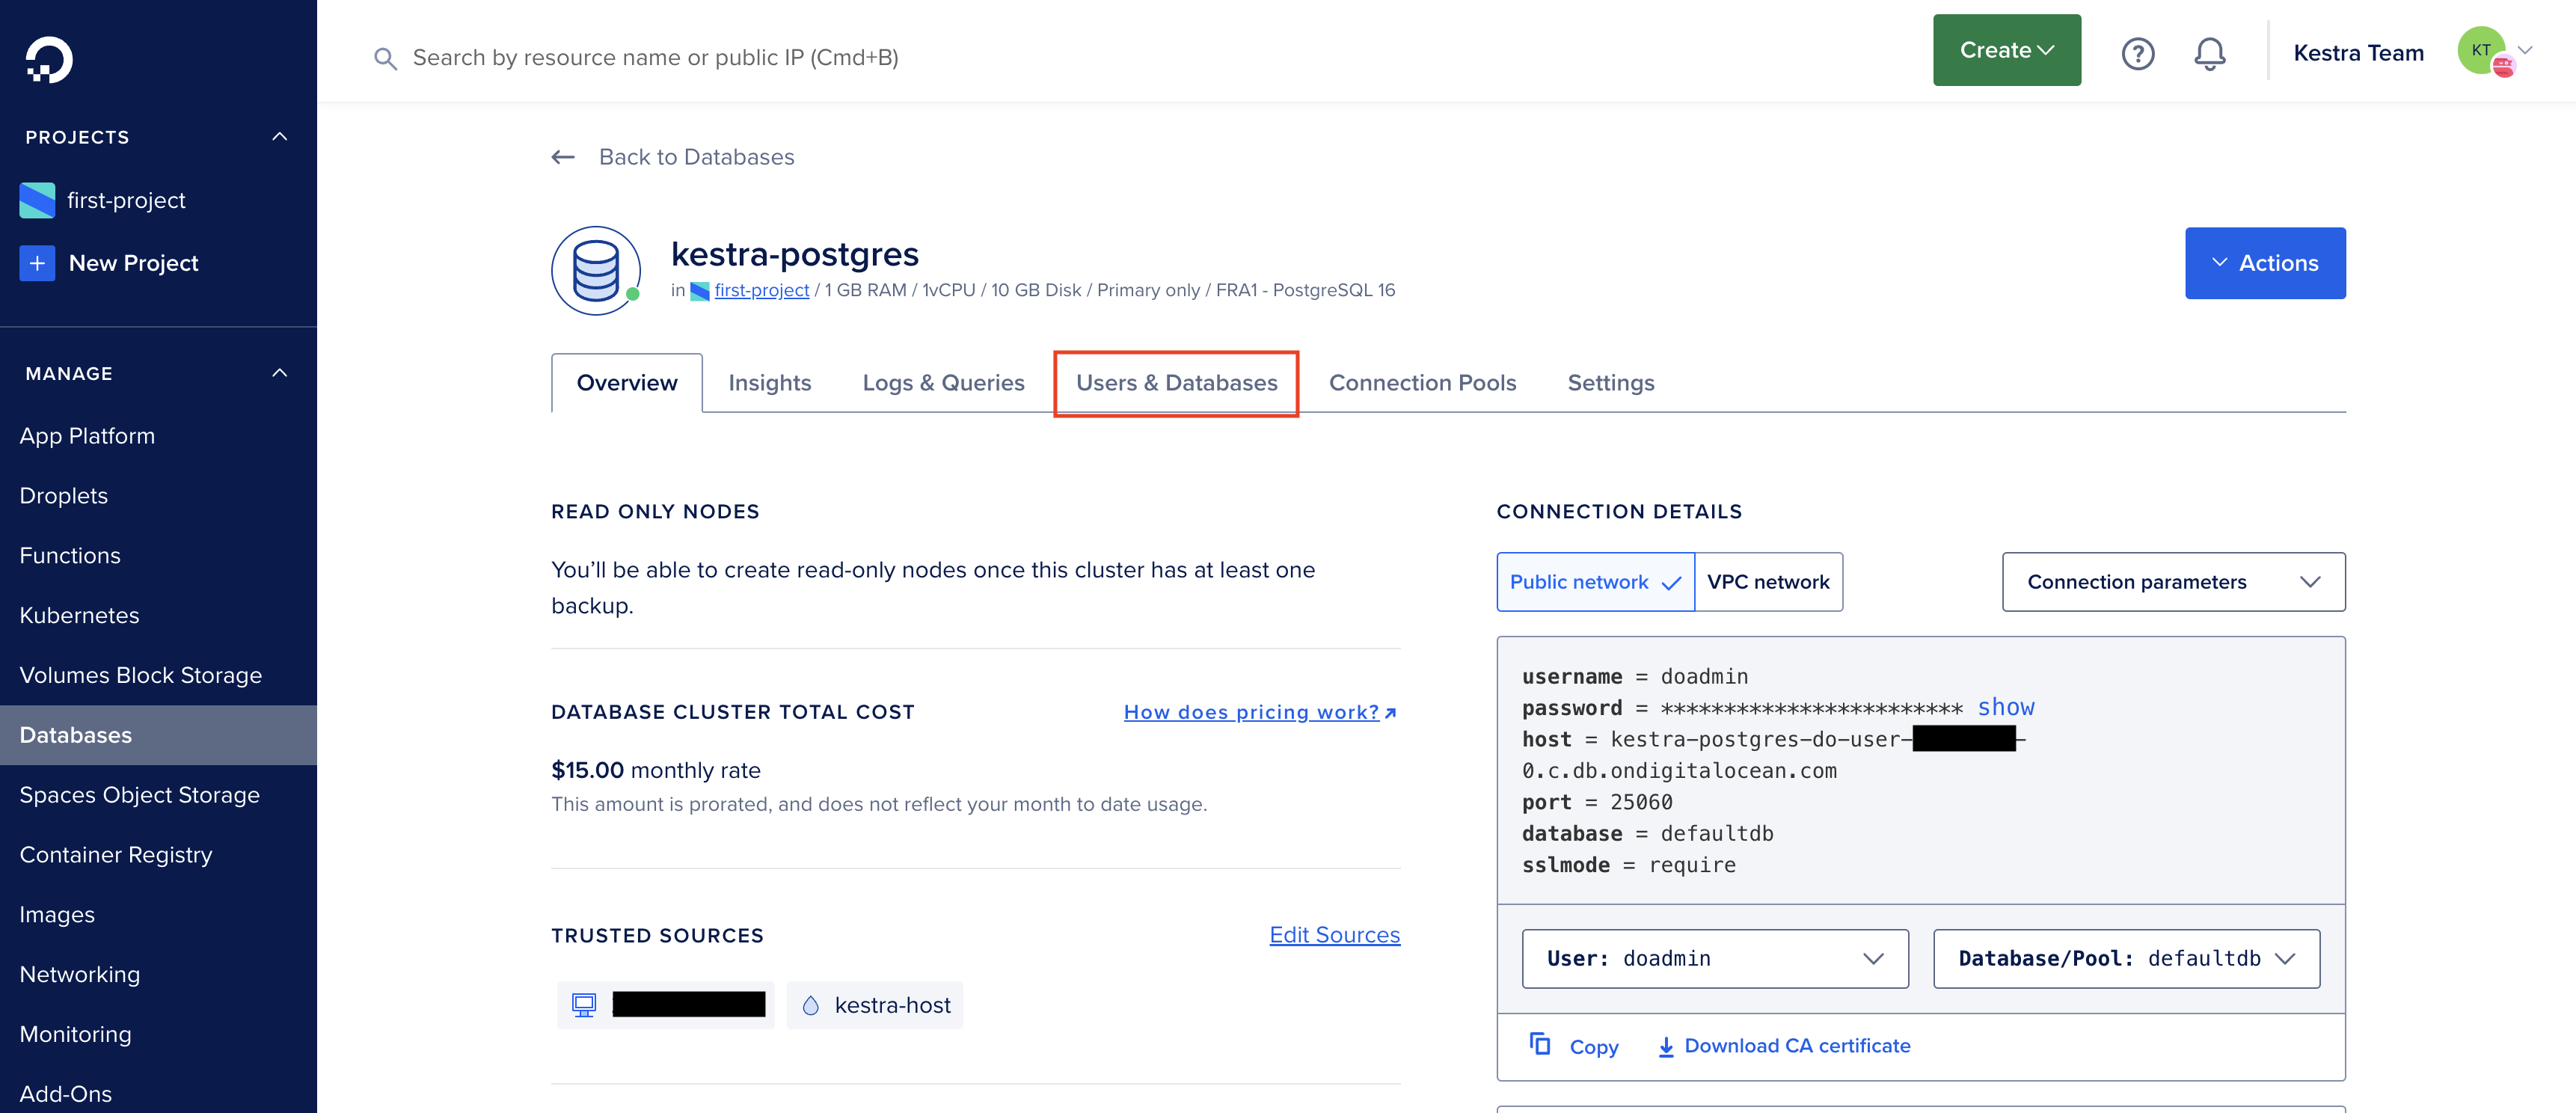 Search by resource name or public IP (Cmd+B)
Create
?
Kestra Team
KT
PROJECTS
first-project
+ New Project
MANAGE
App Platform
Droplets
Functions
Kubernetes
Volumes Block Storage
Databases
Spaces Object Storage
Container Registry
Images
Networking
Monitoring
Add-Ons
← Back to Databases
kestra-postgres
in first-project / 1 GB RAM / 1vCPU / 10 GB Disk / Primary only / FRA1 - PostgreSQL 16
Actions
Overview
Insights
Logs & Queries
Users & Databases
Connection Pools
Settings
READ ONLY NODES
You’ll be able to create read-only nodes once this cluster has at least one
backup.
DATABASE CLUSTER TOTAL COST
How does pricing work?
$15.00 monthly rate
This amount is prorated, and does not reflect your month to date usage.
TRUSTED SOURCES
Edit Sources
kestra-host
CONNECTION DETAILS
Public network
VPC network
Connection parameters
username = doadmin
password = ************************ show
host = kestra-postgres-do-user- -
0.c.db.ondigitalocean.com
port = 25060
database = defaultdb
sslmode = require
User: doadmin
Database/Pool: defaultdb
Copy
Download CA certificate